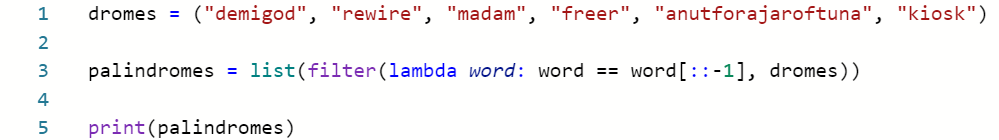 1 dromes = ("demigod", "rewire", "madam", "freer", "anutforajaroftuna", "kiosk")
2
3 palindromes = list(filter(lambda word: word == word[::-1], dromes))
4
5 print(palindromes)